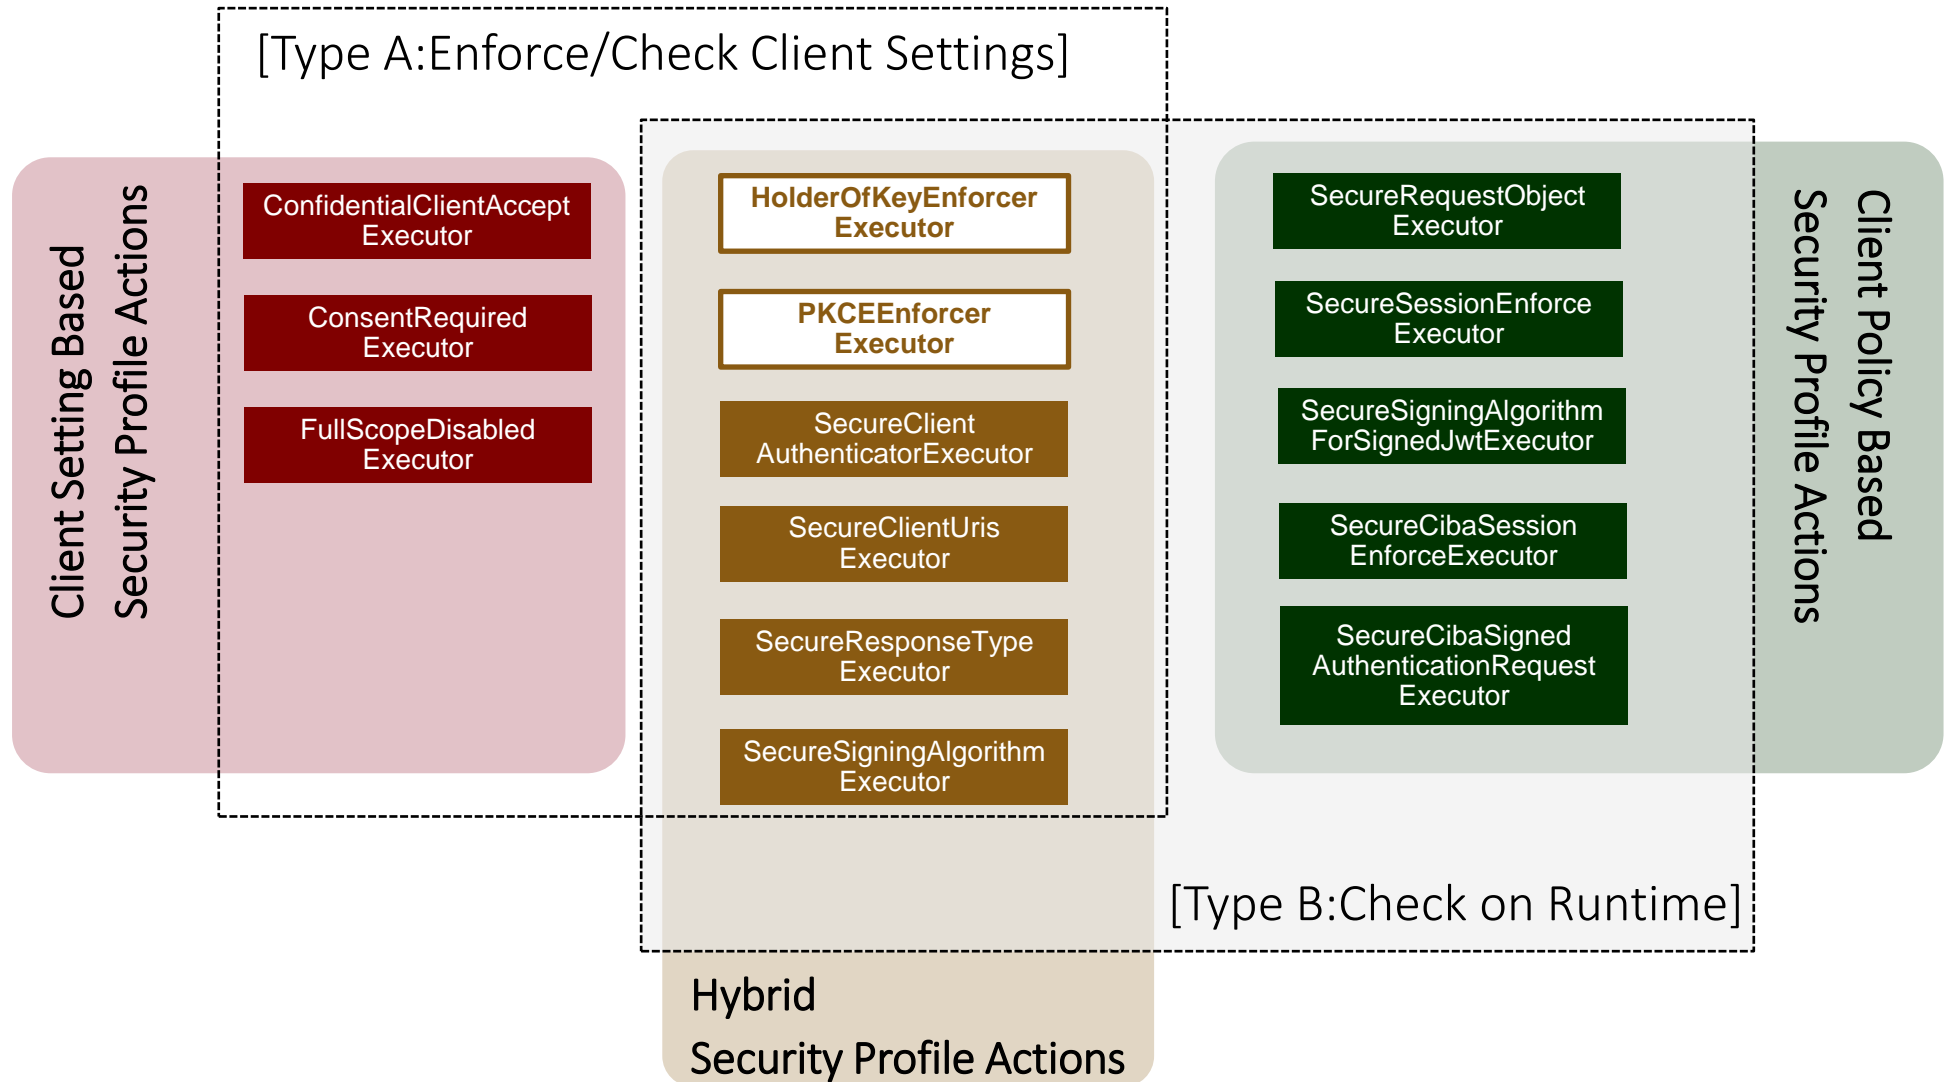 [Type A:Enforce/Check Client Settings]
Client Setting Based
Security Profile Actions
ConfidentialClientAccept
Executor
ConsentRequired
Executor
FullScopeDisabled
Executor
HolderOfKeyEnforcer
Executor
PKCEEnforcer
Executor
SecureClient
AuthenticatorExecutor
SecureClientUris
Executor
SecureResponseType
Executor
SecureSigningAlgorithm
Executor
SecureRequestObject
Executor
SecureSessionEnforce
Executor
SecureSigningAlgorithm
ForSignedJwtExecutor
SecureCibaSession
EnforceExecutor
SecureCibaSigned
AuthenticationRequest
Executor
Client Policy Based
Security Profile Actions
[Type B:Check on Runtime]
Hybrid
Security Profile Actions